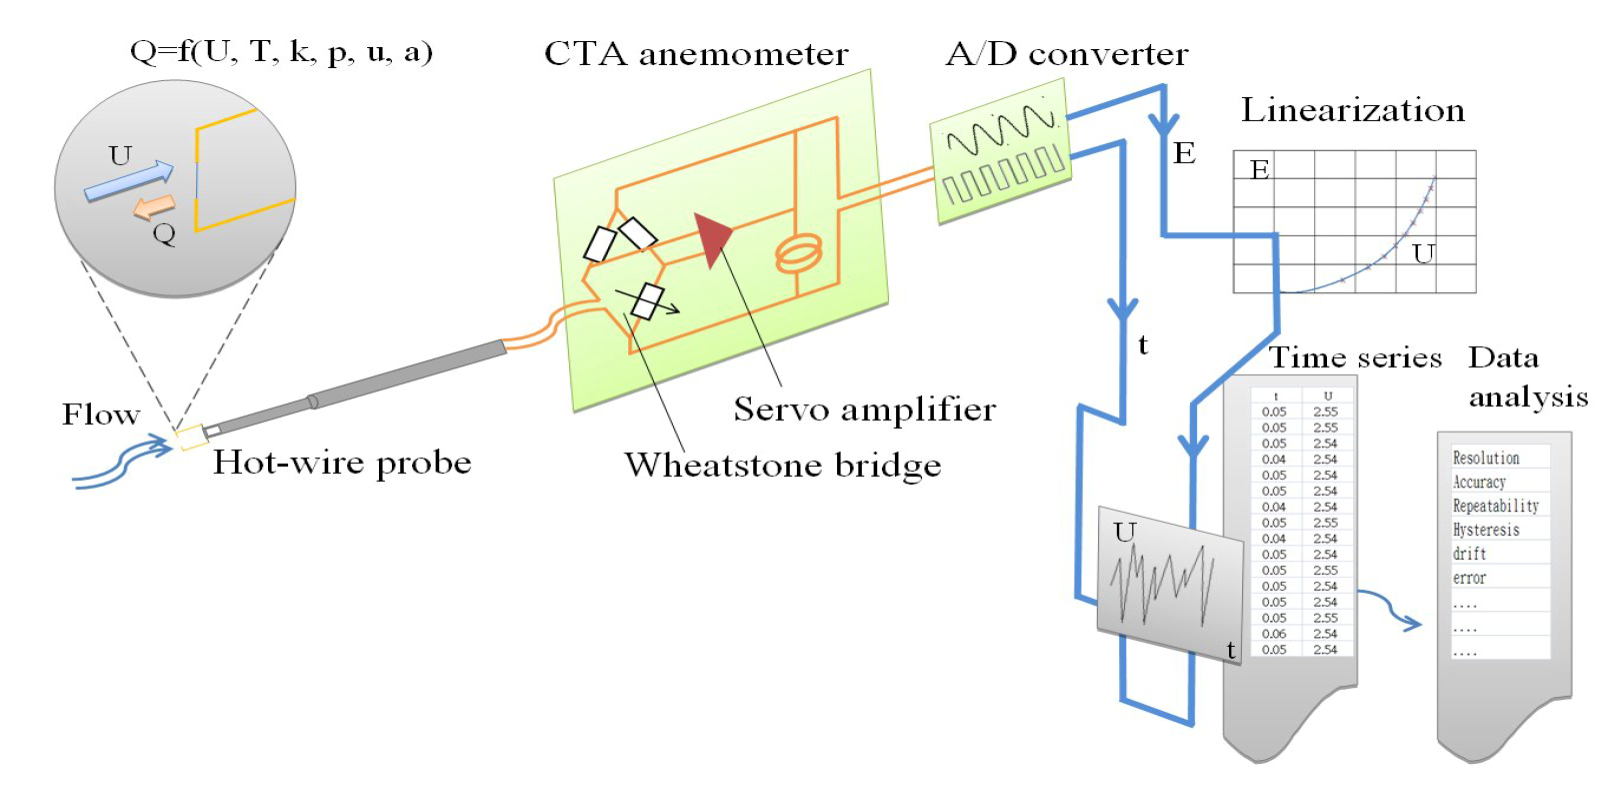 Q=f(U, T, k, p, u, a)
CTA anemometer
A/D converter
Linearization
U
Q
E
E
U
t
Flow
Hot-wire probe
Servo amplifier
Wheatstone bridge
Time series
Data
analysis
t U
0.05 2.55
0.05 2.55
0.05 2.54
0.04 2.54
0.05 2.54
0.05 2.54
0.04 2.54
0.05 2.55
0.04 2.54
0.05 2.54
0.05 2.55
0.05 2.54
0.05 2.54
0.05 2.55
0.06 2.54
0.05 2.54
U
t
Resolution
Accuracy
Repeatability
Hysteresis
drift
error
....
....
....